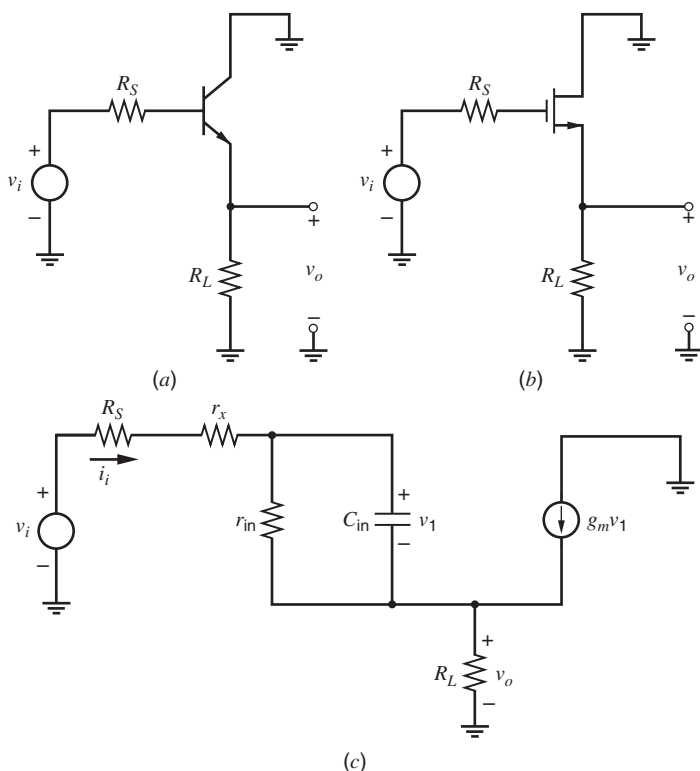 R_S
R_S
+
v_i
−
+
v_i
−
+
R_L
v_o
−
+
R_L
v_o
−
(a)
(b)
R_S
r_x
i_i
+
v_i
−
r_in
C_in
+
v_1
−
g_m v_1
+
R_L
v_o
−
(c)